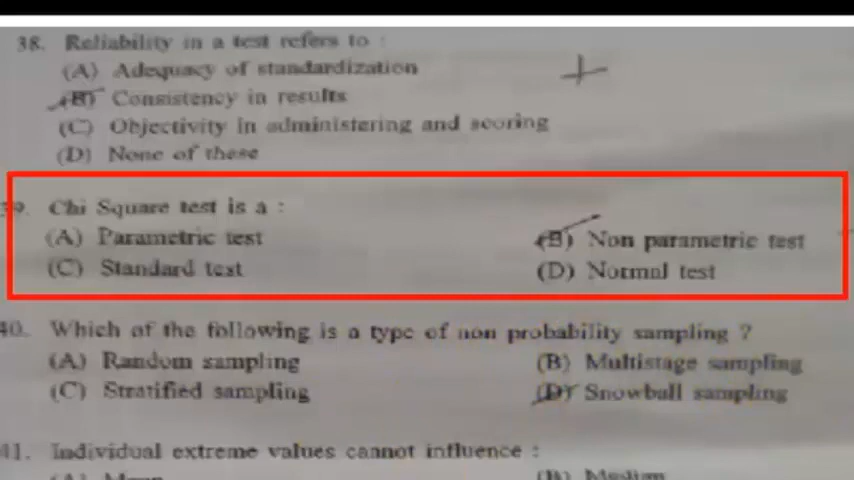 38. Reliability in a test refers to :
(A) Adequacy of standardization
(B) Consistency in results
(C) Objectivity in administering and scoring
(D) None of these
39. Chi Square test is a :
(A) Parametric test (B) Non parametric test
(C) Standard test (D) Normal test
40. Which of the following is a type of non probability sampling ?
(A) Random sampling (B) Multistage sampling
(C) Stratified sampling (D) Snowball sampling
41. Individual extreme values cannot influence :
(A) Mean (B) Median